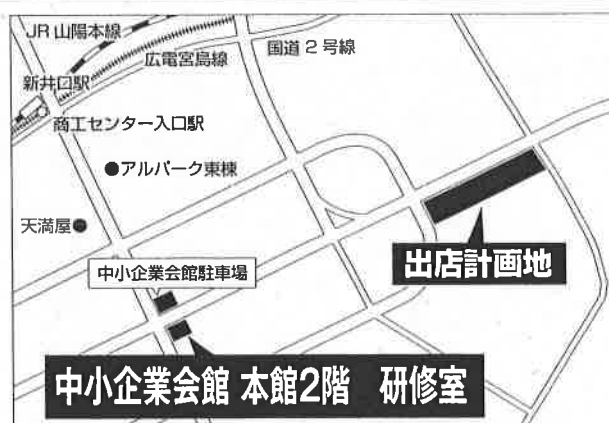 JR 山陽本線
国道 2 号線
広電宮島線
新井口駅
商工センター入口駅
●アルパーク東棟
天満屋●
中小企業会館駐車場
出店計画地
中小企業会館 本館2階 研修室